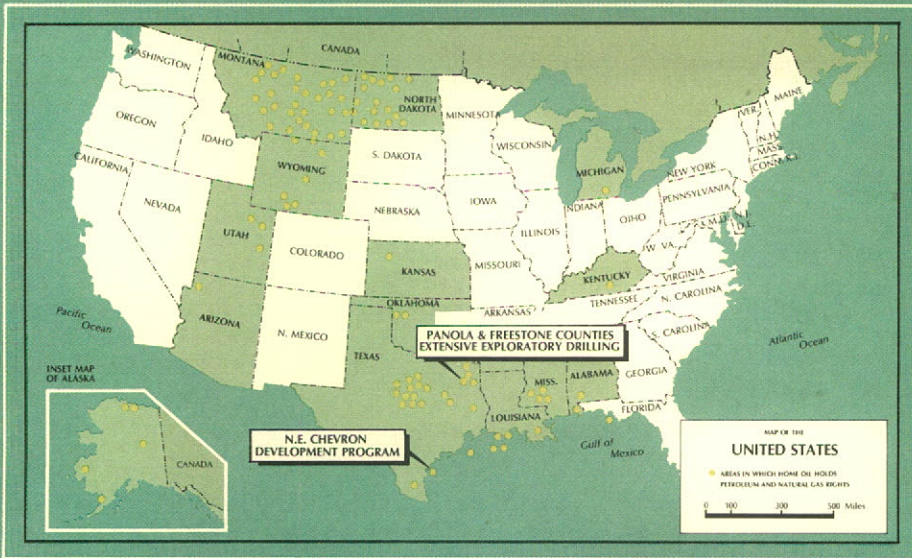 CANADA
WASHINGTON
MONTANA
NORTH
DAKOTA
MINNESOTA
MAINE
VER.
N.H.
MASS.
OREGON
IDAHO
WYOMING
S. DAKOTA
WISCONSIN
MICHIGAN
NEW YORK
CONN.
R.I.
CALIFORNIA
NEVADA
UTAH
COLORADO
NEBRASKA
IOWA
ILLINOIS
INDIANA
OIHO
PENNSYLVANIA
N.J.
M.D.
D.E.
W. VA.
VIRGINIA
KANSAS
MISSOURI
KENTUCKY
TENNESSEE
N. CAROLINA
ARIZONA
N. MEXICO
OKLAHOMA
ARKANSAS
S. CAROLINA
Pacific
Ocean
Atlantic
Ocean
TEXAS
PANOLA & FREESTONE COUNTIES
EXTENSIVE EXPLORATORY DRILLING
LOUISIANA
MISS.
ALABAMA
GEORGIA
FLORIDA
Gulf of
Mexico
N.E. CHEVRON
DEVELOPMENT PROGRAM
INSET MAP
OF ALASKA
CANADA
MAP OF THE
UNITED STATES
AREAS IN WHICH HOME OIL HOLDS
PETROLEUM AND NATURAL GAS RIGHTS
0 100 300 500 Miles